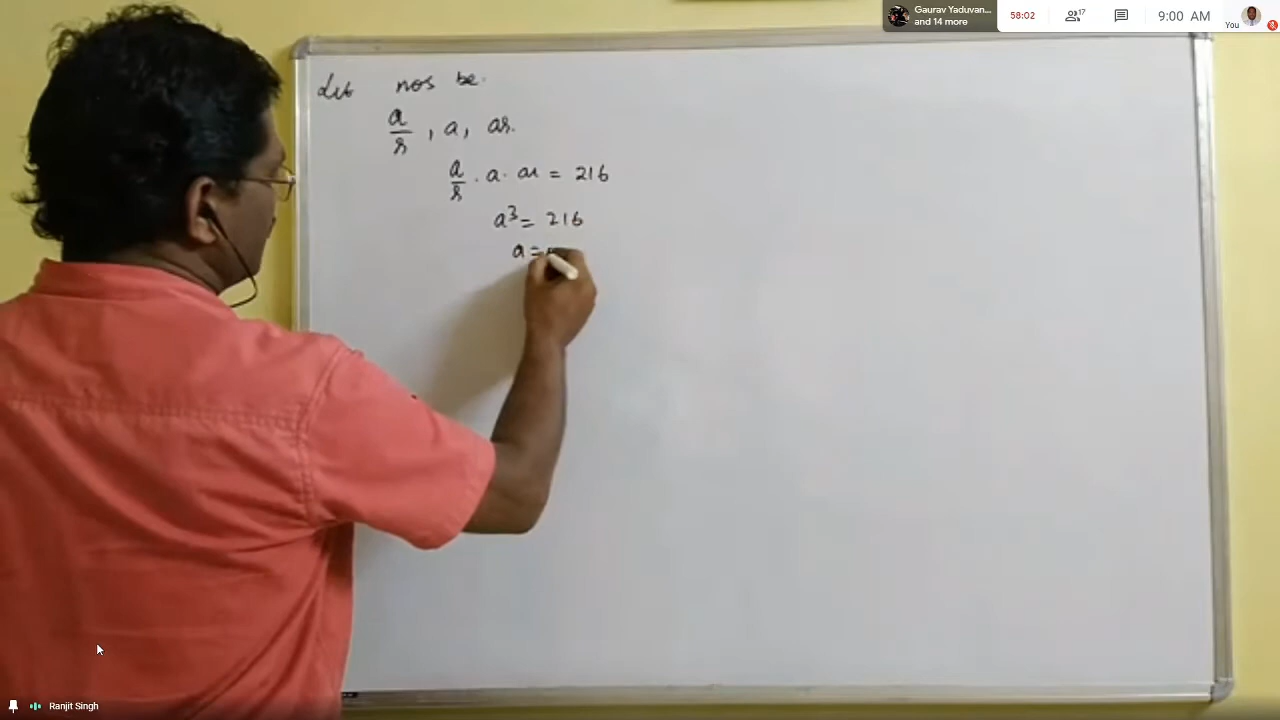 Gaurav Yaduvan...
and 14 more
58:02
17
9:00 AM
You
Let nos be.
a/r, a, ar.
a/r . a. ar = 216
a³ = 216
a =
Ranjit Singh